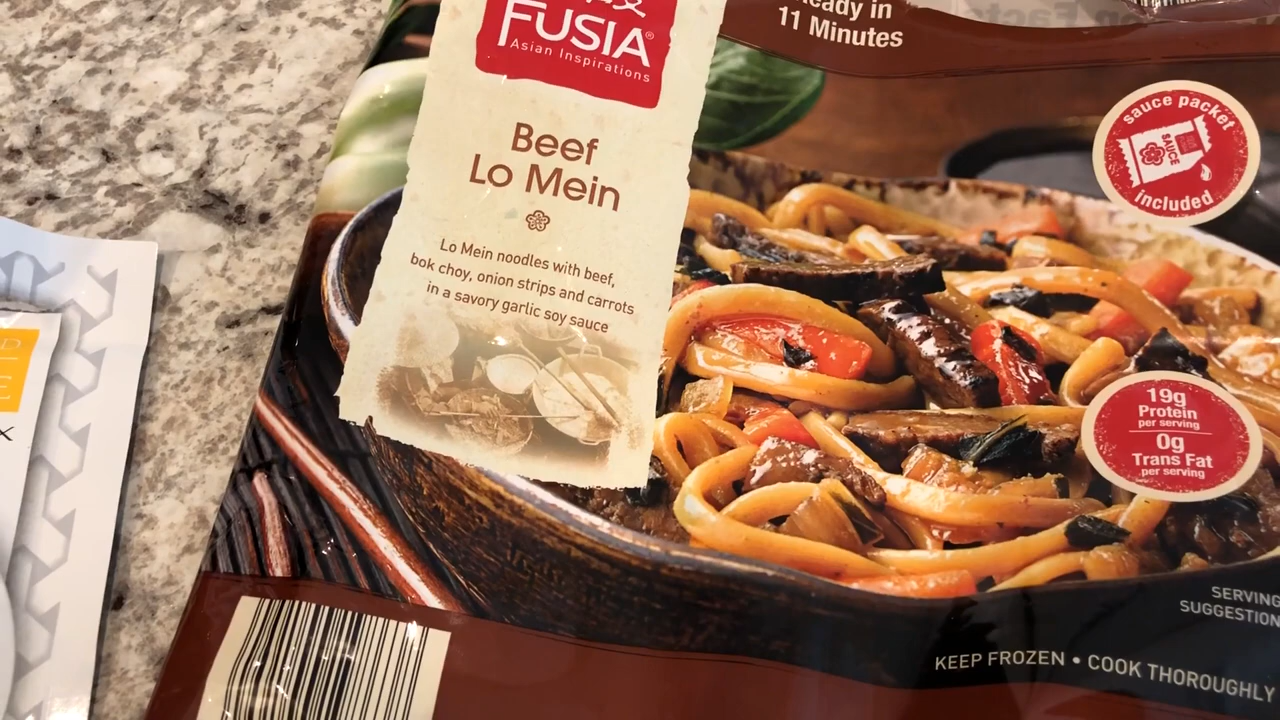 FUSIA®
Asian Inspirations
Beef
Lo Mein
Lo Mein noodles with beef,
bok choy, onion strips and carrots
in a savory garlic soy sauce
Ready in
11 Minutes
sauce packet
SAUCE
included
19g
Protein
per serving
0g
Trans Fat
per serving
SERVING
SUGGESTION
KEEP FROZEN • COOK THOROUGHLY